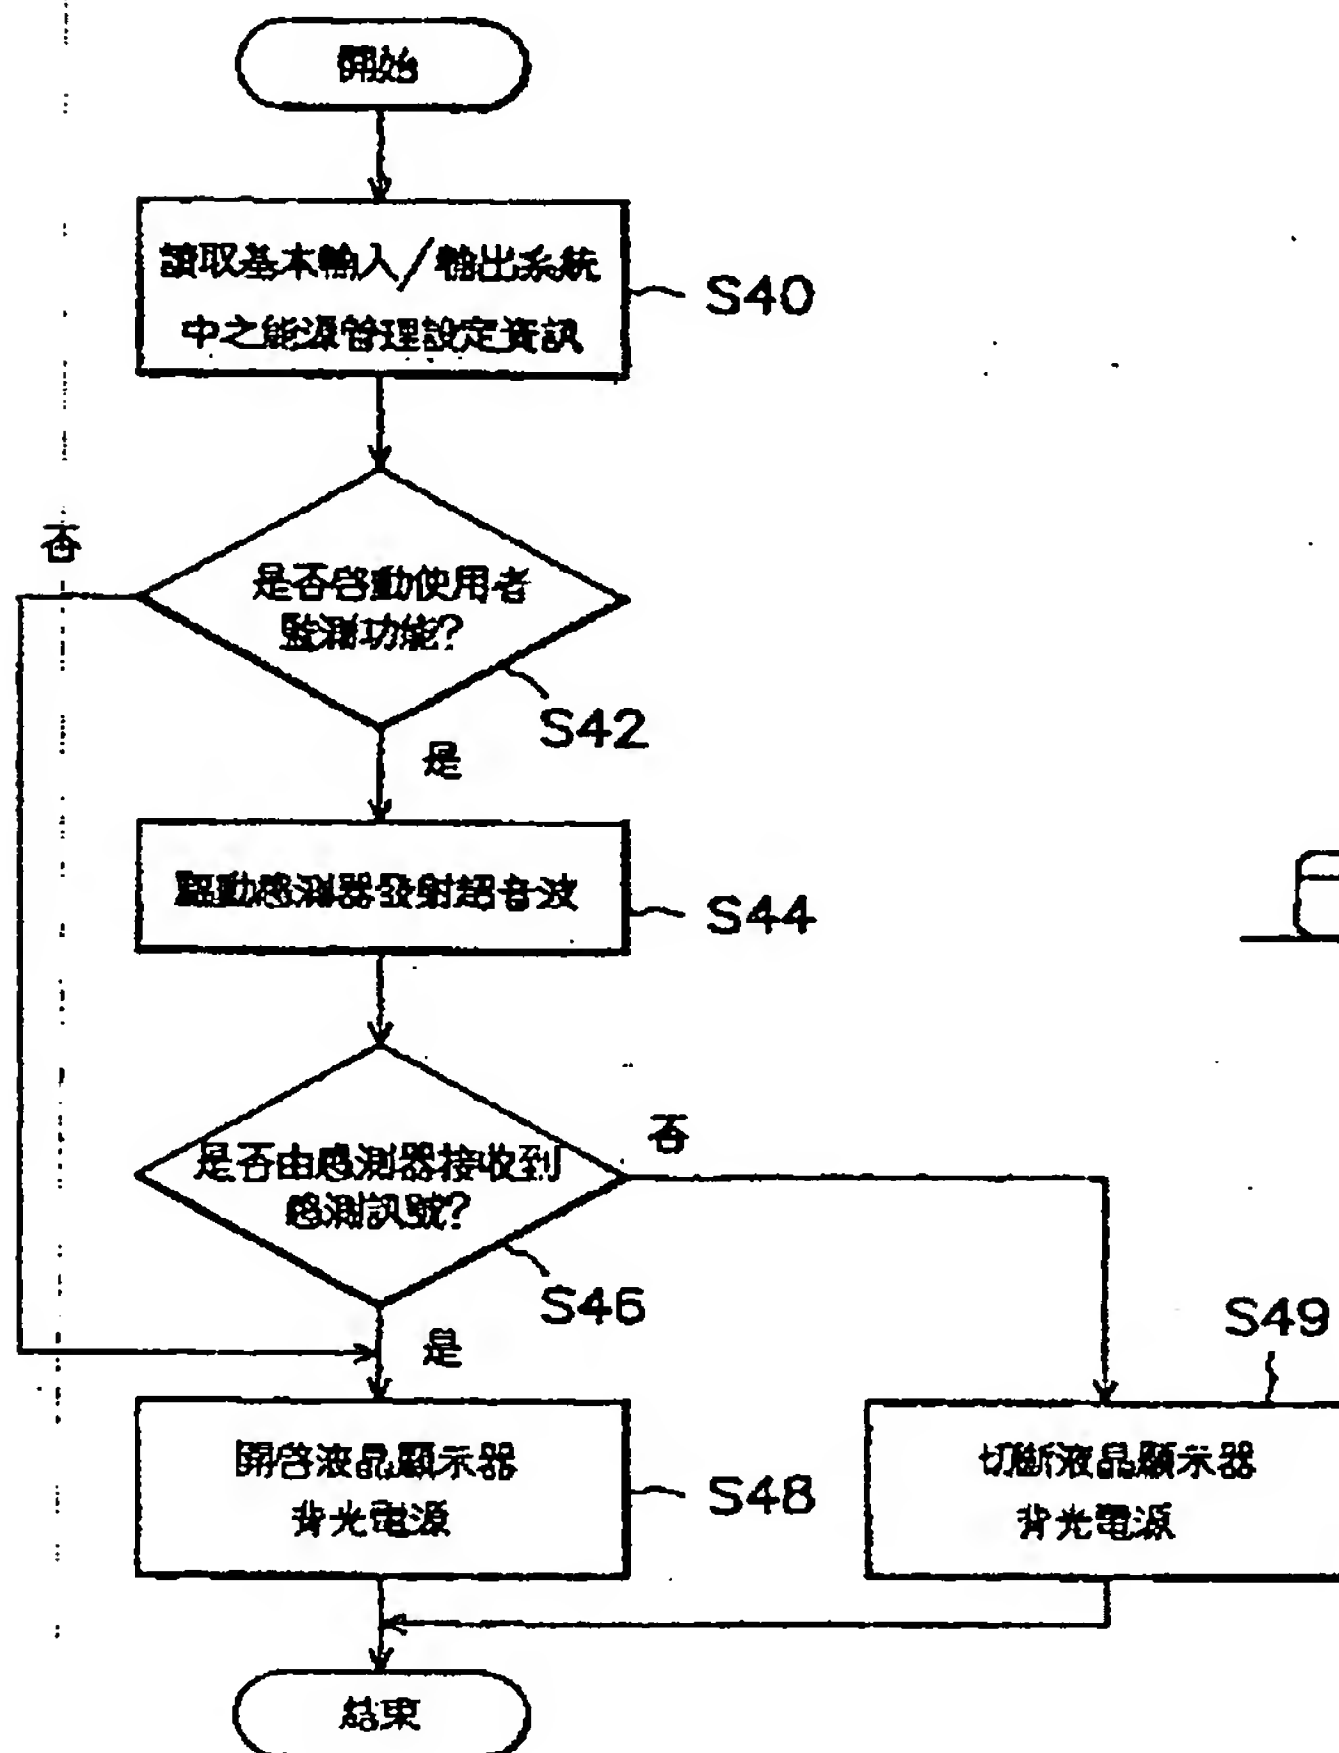 開始
讀取基本輸入/輸出系統
中之能源管理設定資訊
S40
否
是否啓動使用者
監測功能?
S42
是
驅動感測器發射超音波
S44
是否由感測器接收到
感測訊號?
否
S46
是
S49
開啓液晶顯示器
背光電源
S48
切斷液晶顯示器
背光電源
結束